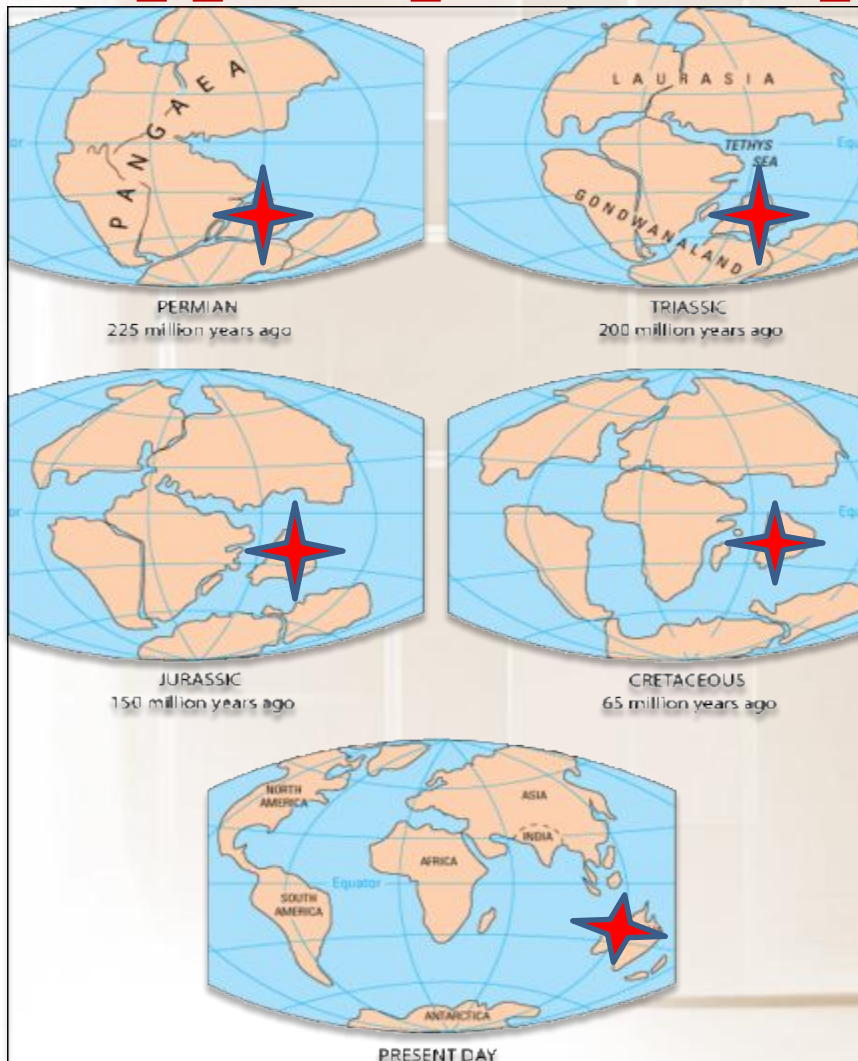 PANGAEA
PERMIAN
225 million years ago
LAURASIA
TETHYS
SEA
GONDWANALAND
TRIASSIC
200 million years ago
JURASSIC
150 million years ago
CRETACEOUS
65 million years ago
NORTH
AMERICA
ASIA
INDIA
AFRICA
Equator
SOUTH
AMERICA
ANTARCTICA
PRESENT DAY